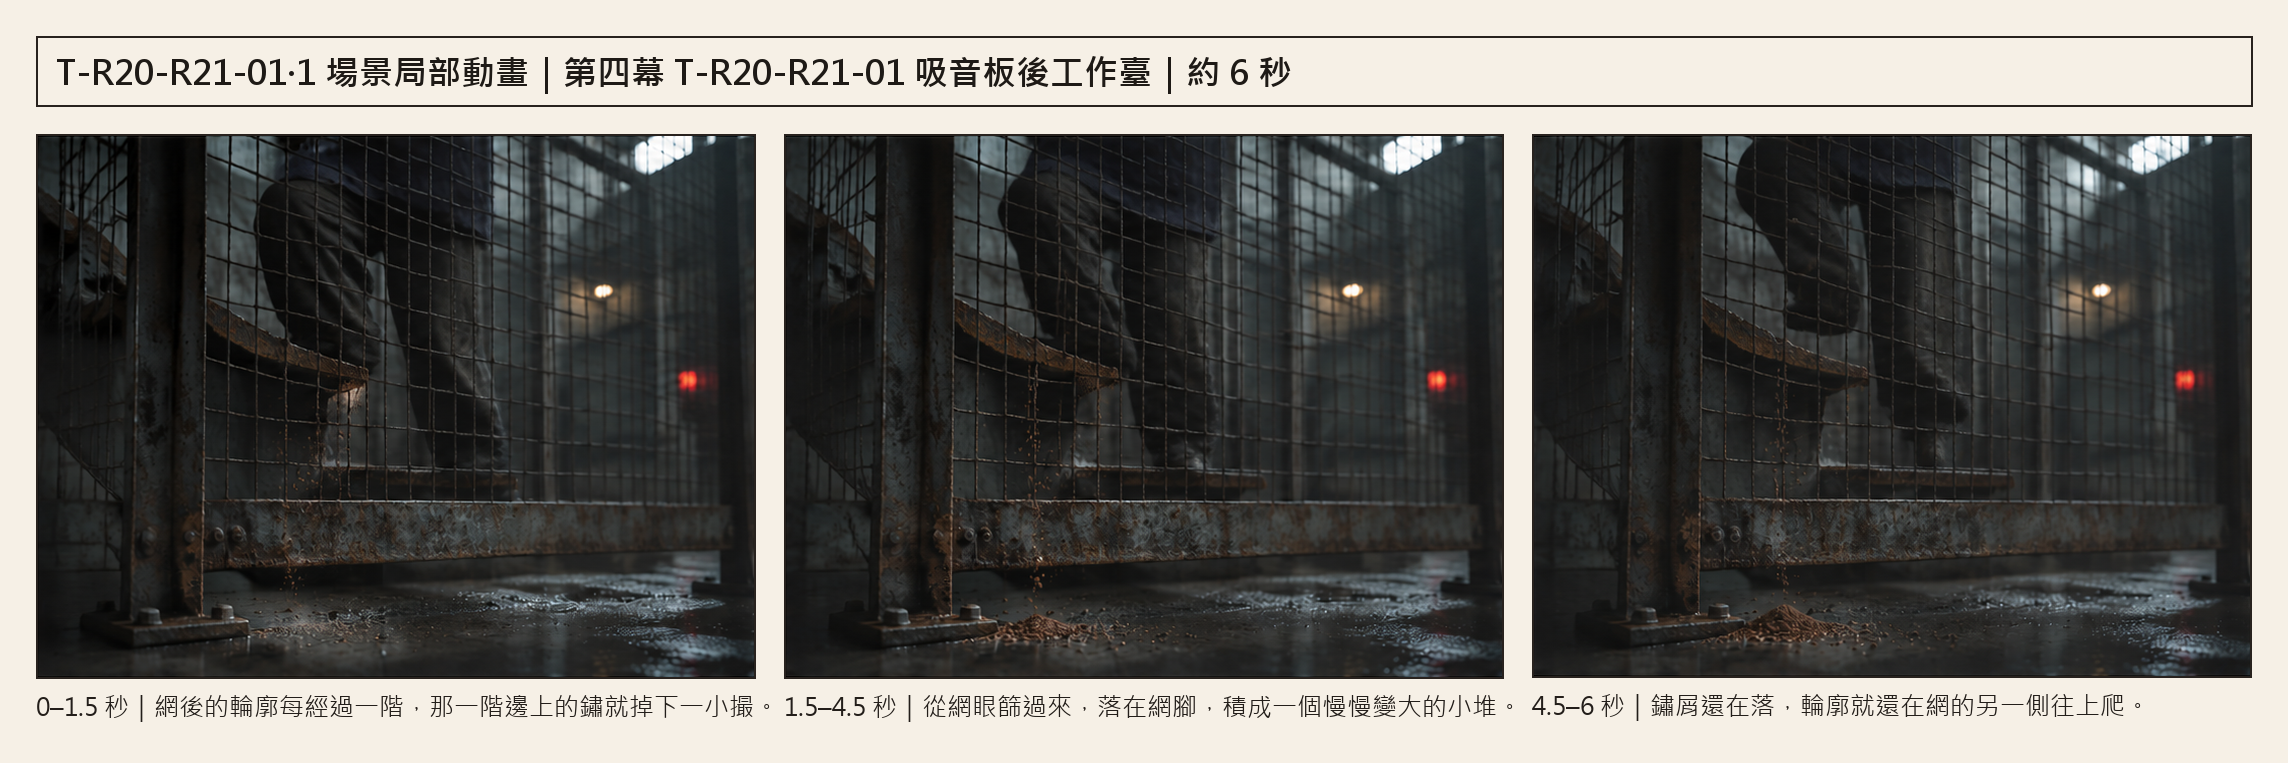 T-R20-R21-01·1 場景局部動畫｜第四幕 T-R20-R21-01 吸音板後工作臺｜約 6 秒
0–1.5 秒｜網後的輪廓每經過一階，那一階邊上的鏽就掉下一小撮。
1.5–4.5 秒｜從網眼篩過來，落在網腳，積成一個慢慢變大的小堆。
4.5–6 秒｜鏽屑還在落，輪廓就還在網的另一側往上爬。